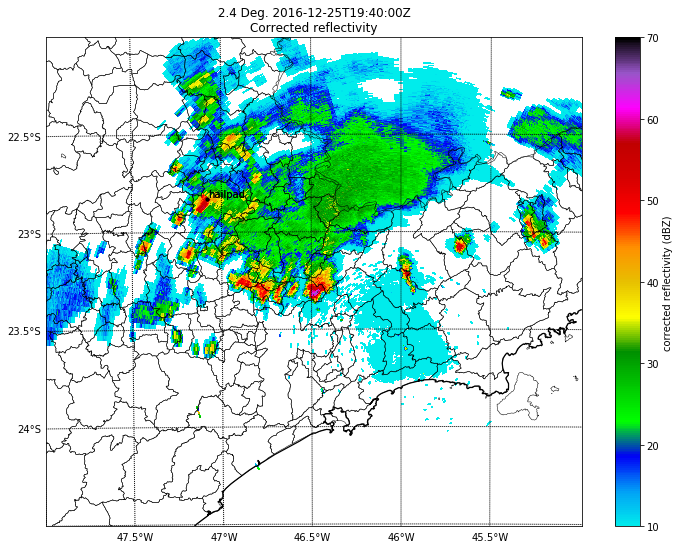 2.4 Deg. 2016-12-25T19:40:00Z
Corrected reflectivity
70
60
50
40
30
20
10
corrected reflectivity (dBZ)
22.5°S
23°S
23.5°S
24°S
hailpad
47.5°W
47°W
46.5°W
46°W
45.5°W